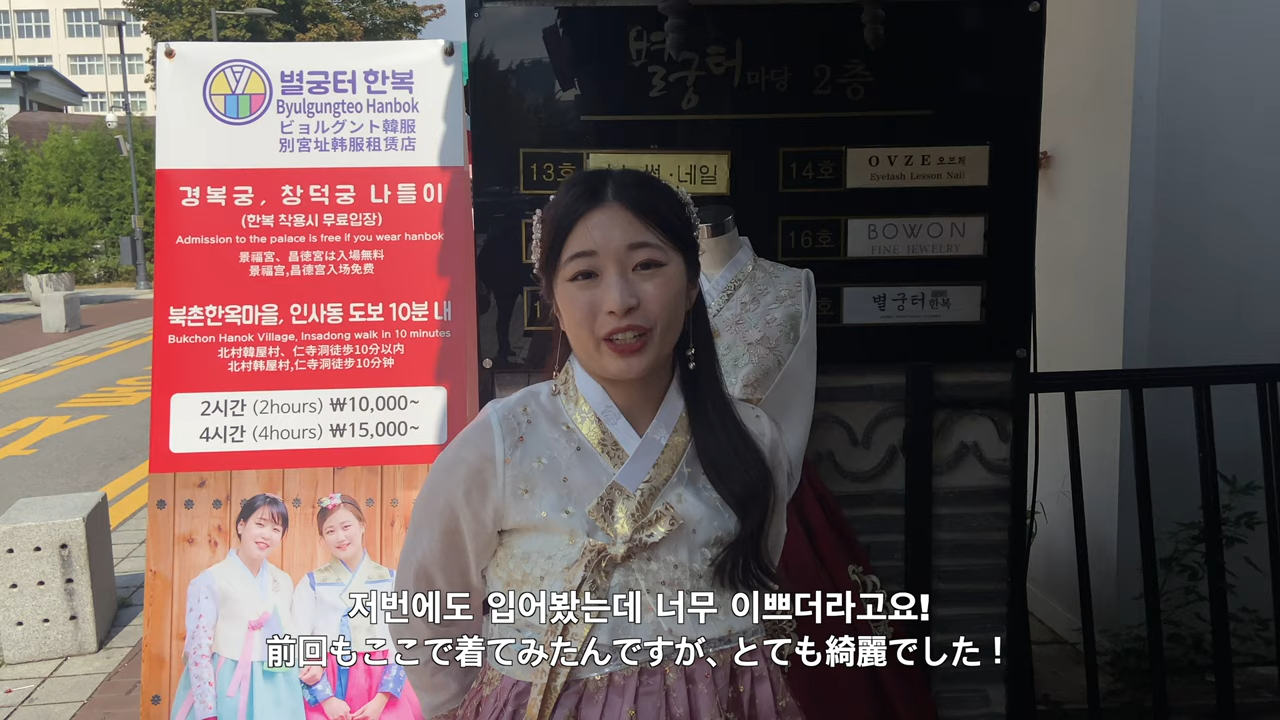 별궁터 한복
Byulgungteo Hanbok
ビョルグント韓服
別宮址韩服租赁店
경복궁, 창덕궁 나들이
(한복 착용시 무료입장)
Admission to the palace is free if you wear hanbok
景福宮、昌徳宮は入場無料
景福宫,昌德宫入场免费
북촌한옥마을, 인사동 도보 10분 내
Bukchon Hanok Village, Insadong walk in 10 minutes
北村韓屋村、仁寺洞徒歩10分以内
北村韩屋村,仁寺洞徒步10分钟
2시간 (2hours) ₩10,000~
4시간 (4hours) ₩15,000~
별궁터 마당 2층
13호
·네일
14호
OVZE 오브제
Eyelash Lesson Nail
16호
BOWON
FINE JEWELRY
별궁터 한복
저번에도 입어봤는데 너무 이쁘더라고요!
前回もここで着てみたんですが、とても綺麗でした！